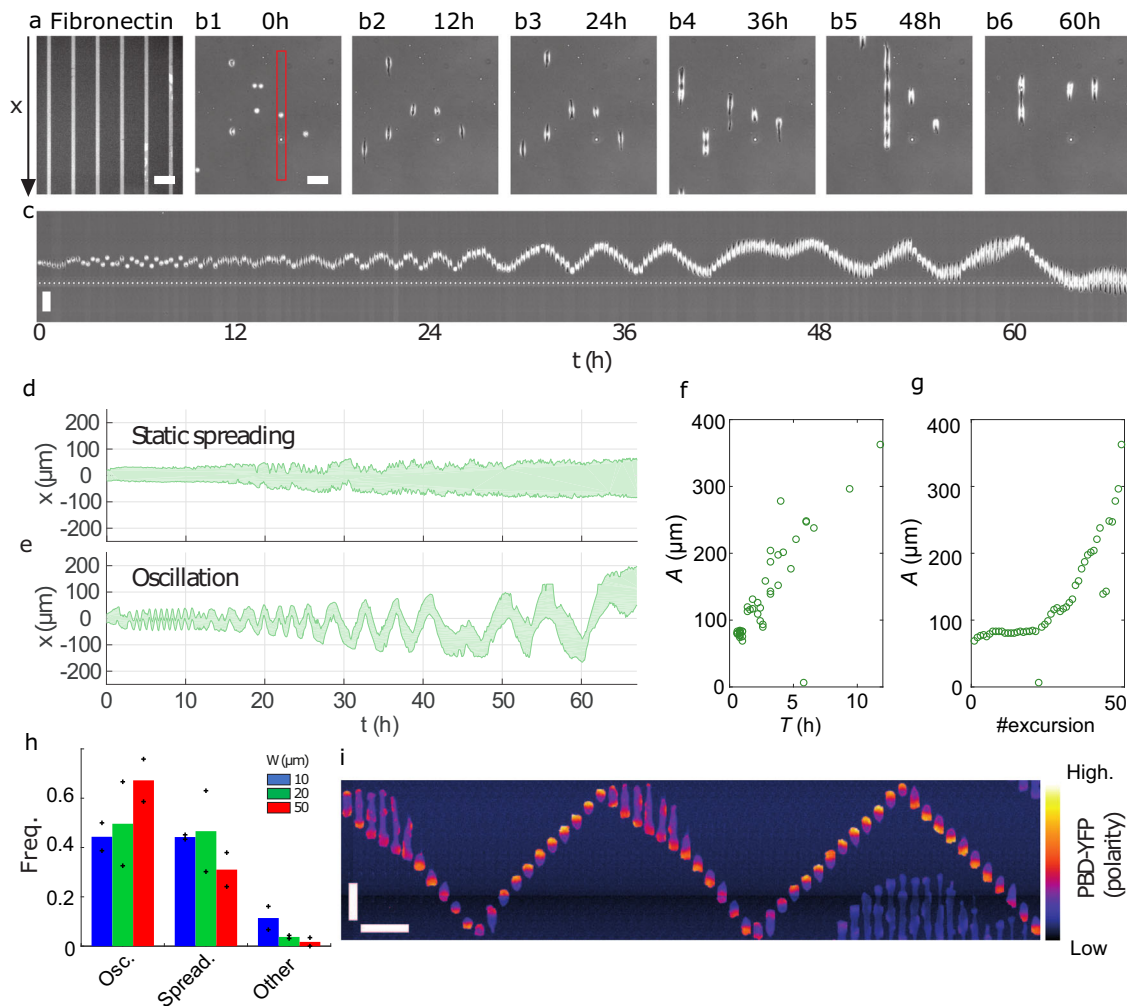 a Fibronectin
b1 0h
b2 12h
b3 24h
b4 36h
b5 48h
b6 60h
x
c
0 12 24 36 48 60
t (h)
d
200
100
0
-100
-200
x (µm)
Static spreading
e
200
100
0
-100
-200
x (µm)
Oscillation
0 10 20 30 40 50 60
t (h)
f
400
300
200
100
0
A (µm)
0 5 10
T (h)
g
400
300
200
100
0
A (µm)
0 50
#excursion
h
W (µm)
10
20
50
0.6
0.4
0.2
0
Freq.
Osc.
Spread.
Other
i
High.
PBD-YFP
(polarity)
Low